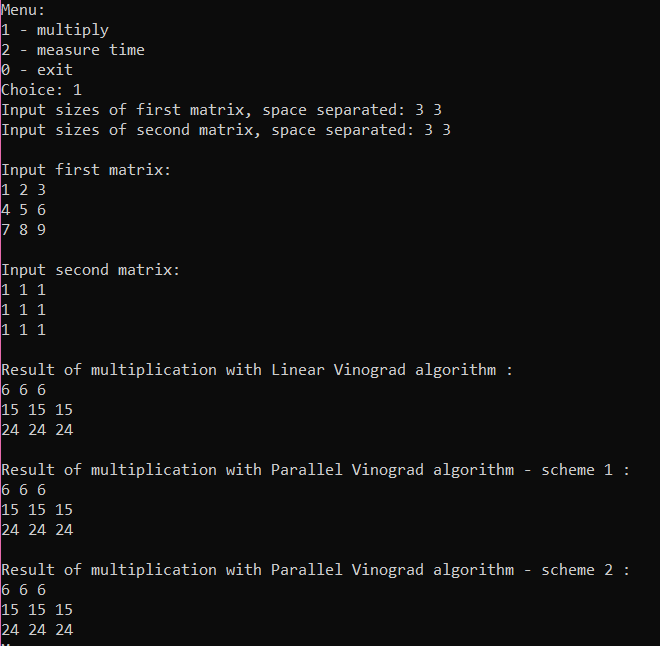 Menu:
1 - multiply
2 - measure time
0 - exit
Choice: 1
Input sizes of first matrix, space separated: 3 3
Input sizes of second matrix, space separated: 3 3
Input first matrix:
1 2 3
4 5 6
7 8 9
Input second matrix:
1 1 1
1 1 1
1 1 1
Result of multiplication with Linear Vinograd algorithm :
6 6 6
15 15 15
24 24 24
Result of multiplication with Parallel Vinograd algorithm - scheme 1 :
6 6 6
15 15 15
24 24 24
Result of multiplication with Parallel Vinograd algorithm - scheme 2 :
6 6 6
15 15 15
24 24 24